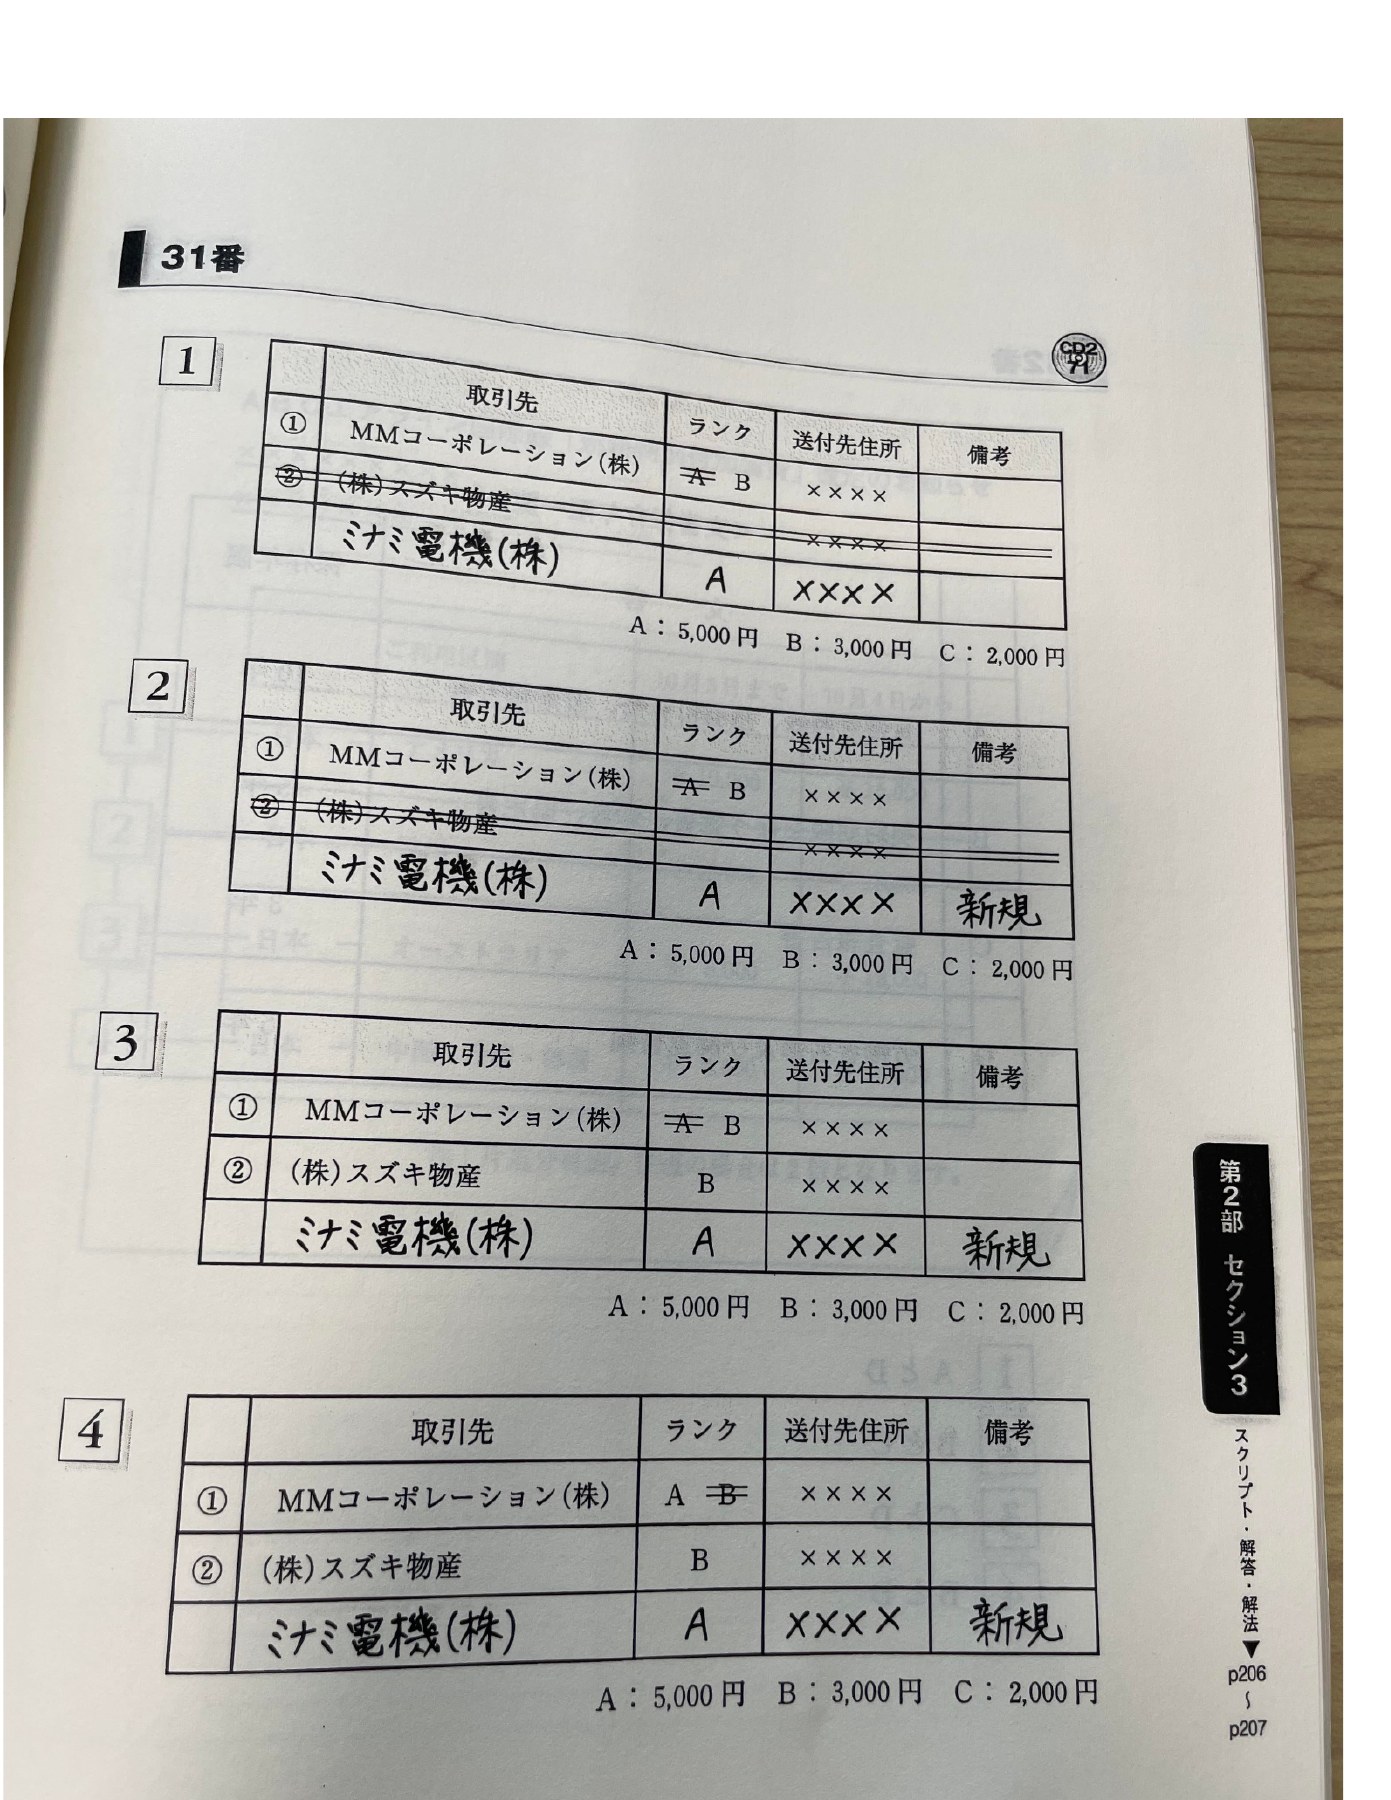 31番
CD2
71
1
取引先 ランク 送付先住所 備考
① MMコーポレーション(株) A B ××××
② (株)スズキ物産 ××××
ミナミ電機(株) A ××××
A：5,000円 B：3,000円 C：2,000円
2
取引先 ランク 送付先住所 備考
① MMコーポレーション(株) A B ××××
② (株)スズキ物産 ××××
ミナミ電機(株) A ×××× 新規
A：5,000円 B：3,000円 C：2,000円
3
取引先 ランク 送付先住所 備考
① MMコーポレーション(株) A B ××××
② (株)スズキ物産 B ××××
ミナミ電機(株) A ×××× 新規
A：5,000円 B：3,000円 C：2,000円
4
取引先 ランク 送付先住所 備考
① MMコーポレーション(株) A B ××××
② (株)スズキ物産 B ××××
ミナミ電機(株) A ×××× 新規
A：5,000円 B：3,000円 C：2,000円
第2部 セクション3
スクリプト・解答・解法▼
p206
〜
p207